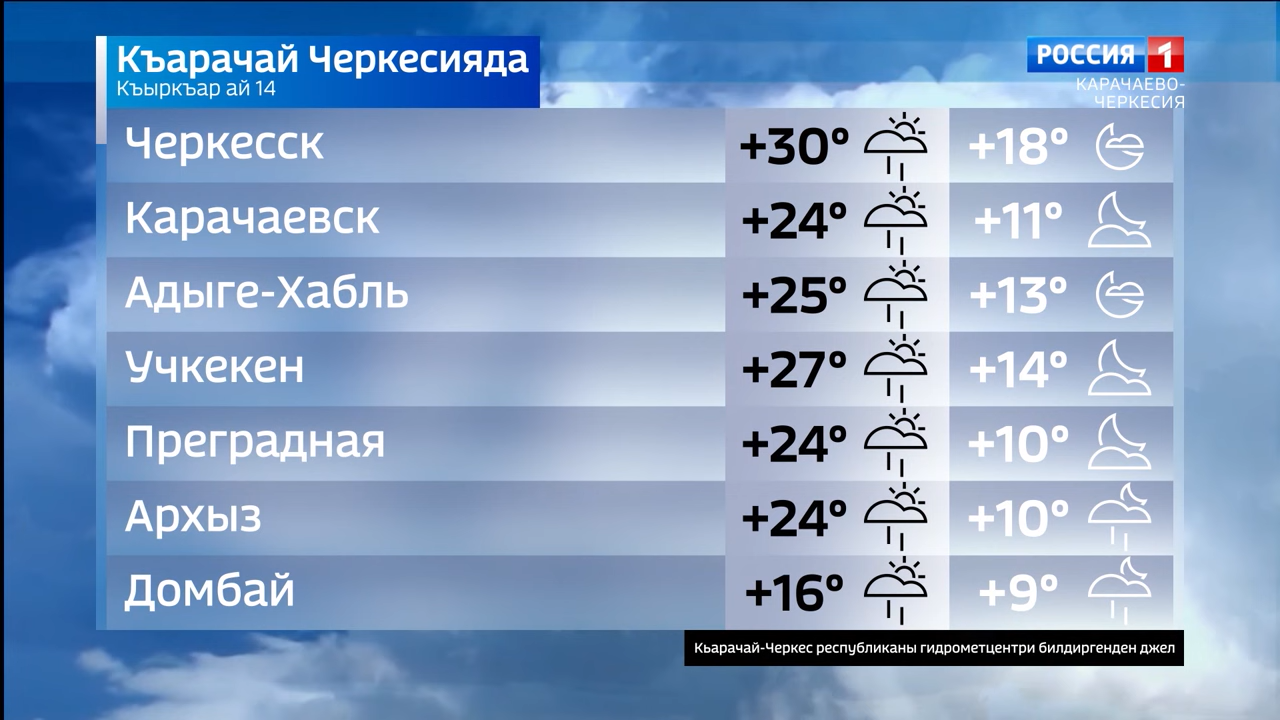 Къарачай Черкесияда
Къыркъар ай 14
РОССИЯ 1
КАРАЧАЕВО-
ЧЕРКЕСИЯ
Черкесск +30° +18°
Карачаевск +24° +11°
Адыге-Хабль +25° +13°
Учкекен +27° +14°
Преградная +24° +10°
Архыз +24° +10°
Домбай +16° +9°
Къарачай-Черкес республиканы гидрометцентри билдиргенден джел